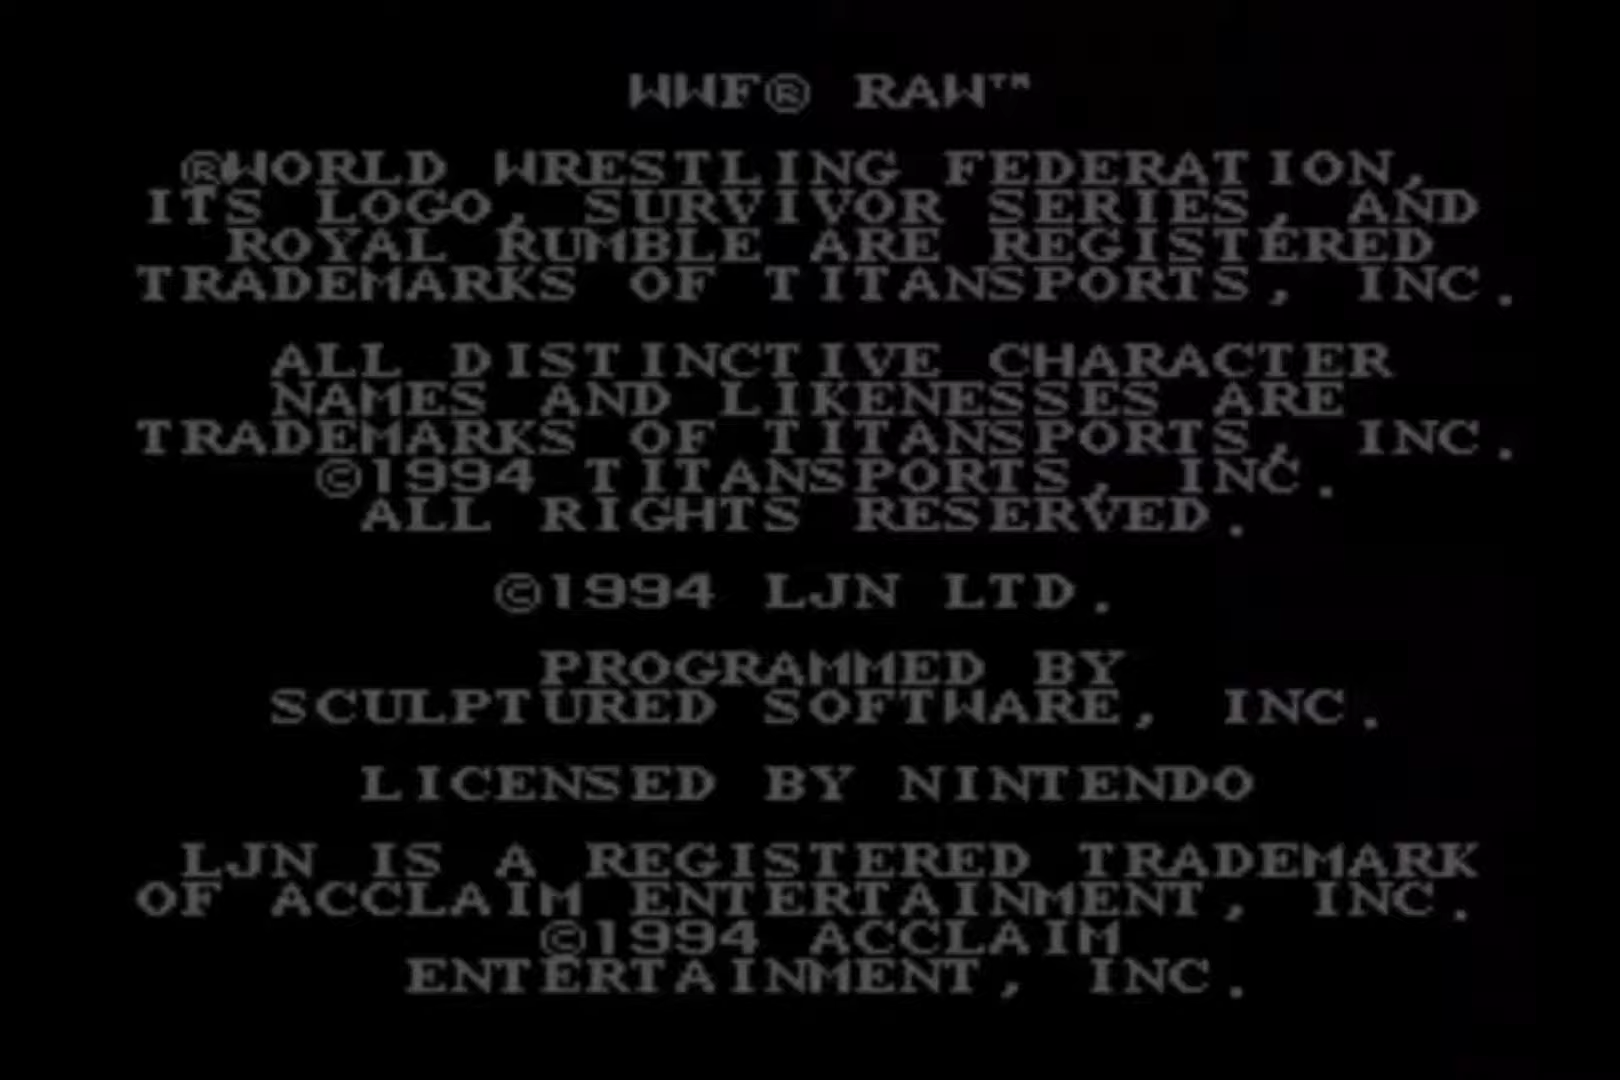 WWF® RAW™
®WORLD WRESTLING FEDERATION,
ITS LOGO, SURVIVOR SERIES, AND
ROYAL RUMBLE ARE REGISTERED
TRADEMARKS OF TITANSPORTS, INC.
ALL DISTINCTIVE CHARACTER
NAMES AND LIKENESSES ARE
TRADEMARKS OF TITANSPORTS, INC.
©1994 TITANSPORTS, INC.
ALL RIGHTS RESERVED.
©1994 LJN LTD.
PROGRAMMED BY
SCULPTURED SOFTWARE, INC.
LICENSED BY NINTENDO
LJN IS A REGISTERED TRADEMARK
OF ACCLAIM ENTERTAINMENT, INC.
©1994 ACCLAIM
ENTERTAINMENT, INC.